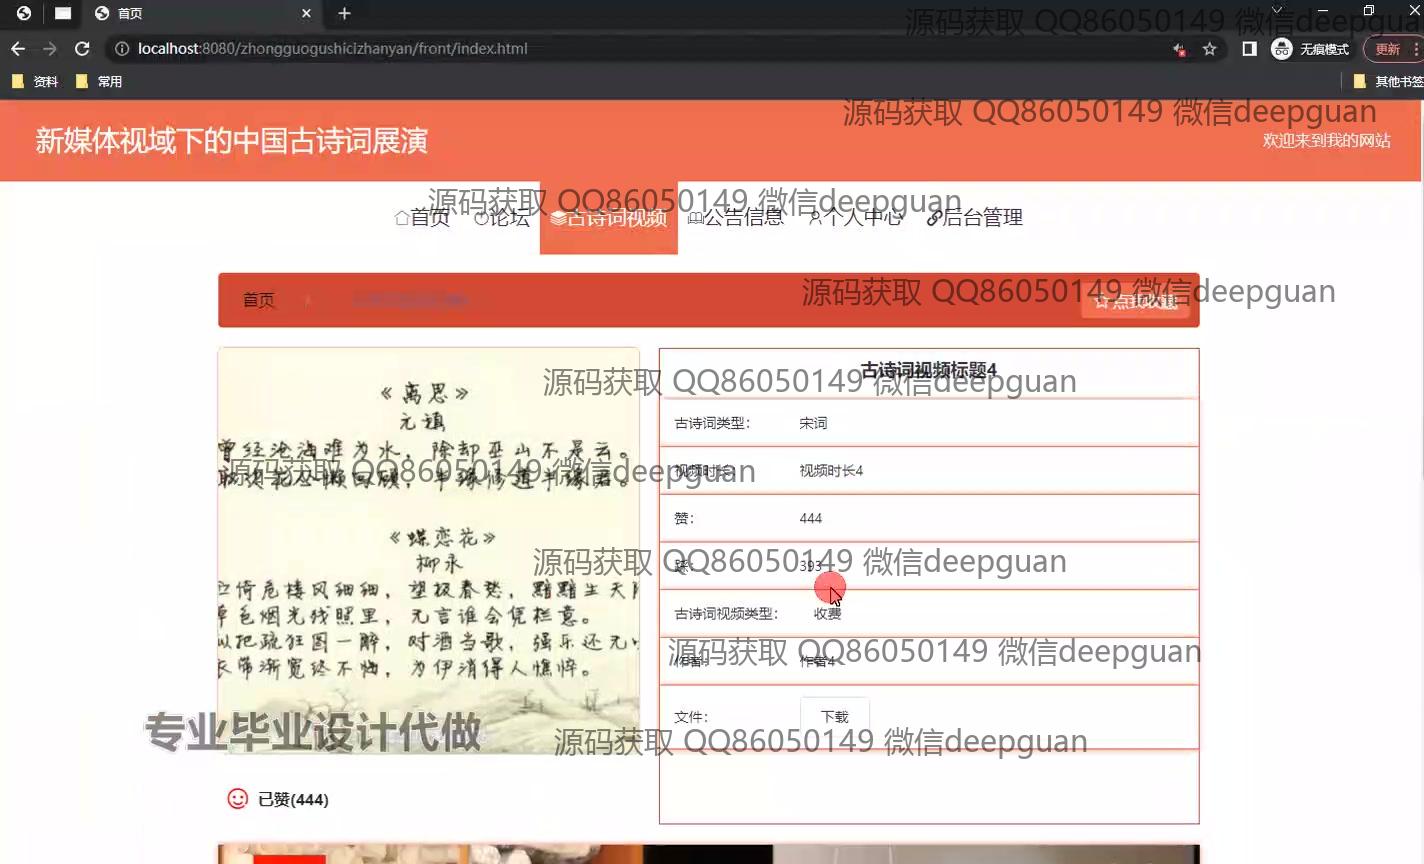 首页
localhost:8080/zhongguogushicizhanyan/front/index.html
无痕模式
更新
资料
常用
其他书签
源码获取 QQ86050149 微信deepgua
源码获取 QQ86050149 微信deepguan
新媒体视域下的中国古诗词展演
欢迎来到我的网站
源码获取 QQ86050149 微信deepguan
首页
论坛
古诗词视频
公告信息
个人中心
后台管理
首页
源码获取 QQ86050149 微信deepguan
点我收藏
《离思》
元稹
曾经沧海难为水，除却巫山不是云。
取次花丛懒回顾，半缘修道半缘君。
《蝶恋花》
柳永
伫倚危楼风细细，望极春愁，黯黯生天
草色烟光残照里，无言谁会凭栏意。
拟把疏狂图一醉，对酒当歌，强乐还无
衣带渐宽终不悔，为伊消得人憔悴。
古诗词视频标题4
源码获取 QQ86050149 微信deepguan
古诗词类型： 宋词
源码获取 QQ86050149 微信deepguan
视频时长： 视频时长4
赞： 444
源码获取 QQ86050149 微信deepguan
踩： 393
古诗词视频类型： 收费
源码获取 QQ86050149 微信deepguan
作者： 作者4
文件： 下载
专业毕业设计代做
源码获取 QQ86050149 微信deepguan
已赞(444)